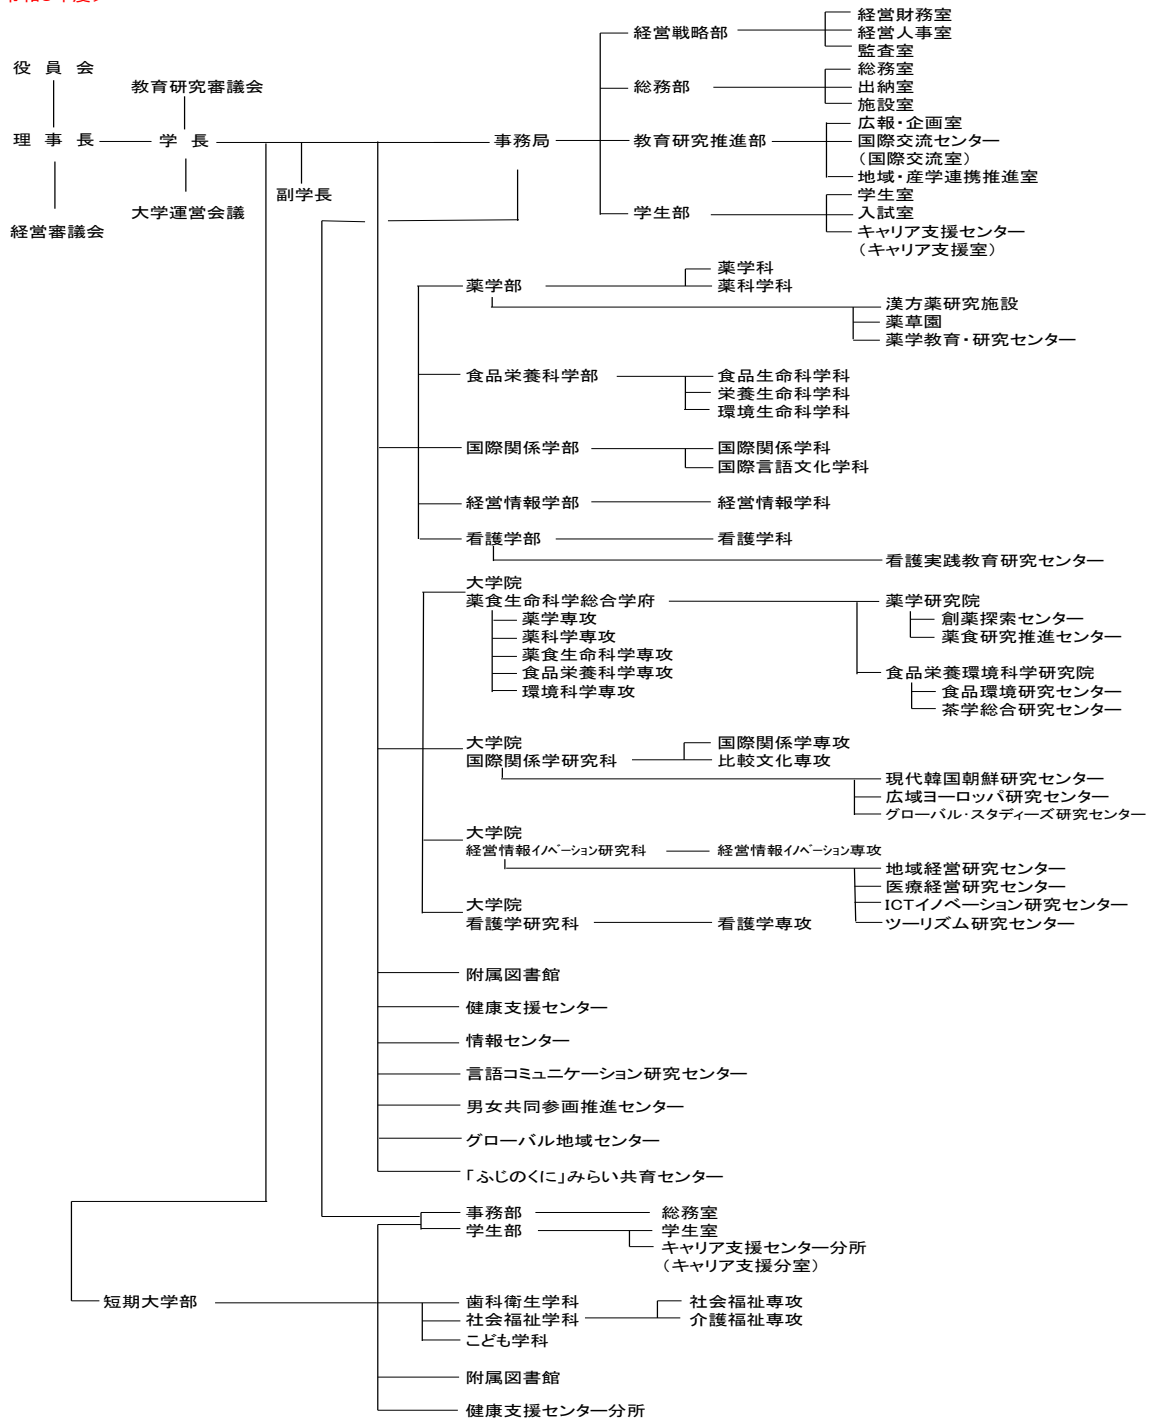 経営戦略部
経営財務室
経営人事室
監査室
役員会
教育研究審議会
総務部
総務室
出納室
施設室
理事長
学長
事務局
教育研究推進部
広報・企画室
国際交流センター
（国際交流室）
地域・産学連携推進室
副学長
大学運営会議
経営審議会
学生部
学生室
入試室
キャリア支援センター
（キャリア支援室）
薬学部
薬学科
薬科学科
漢方薬研究施設
薬草園
薬学教育・研究センター
食品栄養科学部
食品生命科学科
栄養生命科学科
環境生命科学科
国際関係学部
国際関係学科
国際言語文化学科
経営情報学部
経営情報学科
看護学部
看護学科
看護実践教育研究センター
大学院
薬食生命科学総合学府
薬学専攻
薬科学専攻
薬食生命科学専攻
食品栄養科学専攻
環境科学専攻
薬学研究院
創薬探索センター
薬食研究推進センター
食品栄養環境科学研究院
食品環境研究センター
茶学総合研究センター
大学院
国際関係学研究科
国際関係学専攻
比較文化専攻
現代韓国朝鮮研究センター
広域ヨーロッパ研究センター
グローバル・スタディーズ研究センター
大学院
経営情報ｲﾉﾍﾞｰｼｮﾝ研究科
経営情報ｲﾉﾍﾞｰｼｮﾝ専攻
地域経営研究センター
医療経営研究センター
ICTイノベーション研究センター
ツーリズム研究センター
大学院
看護学研究科
看護学専攻
附属図書館
健康支援センター
情報センター
言語コミュニケーション研究センター
男女共同参画推進センター
グローバル地域センター
「ふじのくに」みらい共育センター
事務部
総務室
学生部
学生室
キャリア支援センター分所
（キャリア支援分室）
短期大学部
歯科衛生学科
社会福祉学科
こども学科
社会福祉専攻
介護福祉専攻
附属図書館
健康支援センター分所